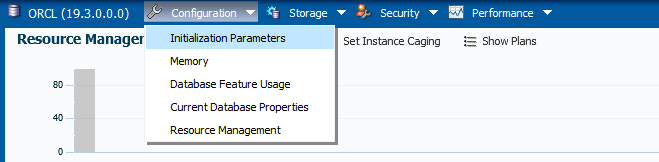 ORCL (19.3.0.0.0) Configuration Storage Security Performance
Resource Manager Set Instance Caging Show Plans
Initialization Parameters
Memory
Database Feature Usage
Current Database Properties
Resource Management
80
40
0